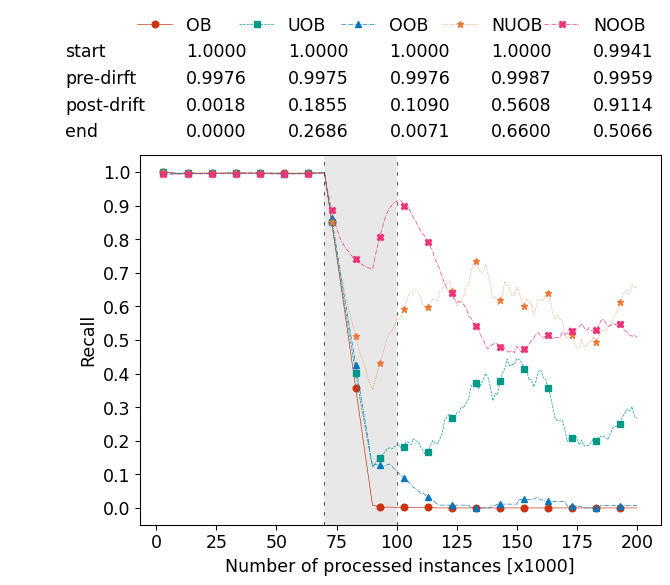 OB UOB OOB NUOB NOOB
start 1.0000 1.0000 1.0000 1.0000 0.9941
pre-dirft 0.9976 0.9975 0.9976 0.9987 0.9959
post-drift 0.0018 0.1855 0.1090 0.5608 0.9114
end 0.0000 0.2686 0.0071 0.6600 0.5066
1.0
0.9
0.8
0.7
0.6
0.5
0.4
0.3
0.2
0.1
0.0
Recall
0 25 50 75 100 125 150 175 200
Number of processed instances [x1000]